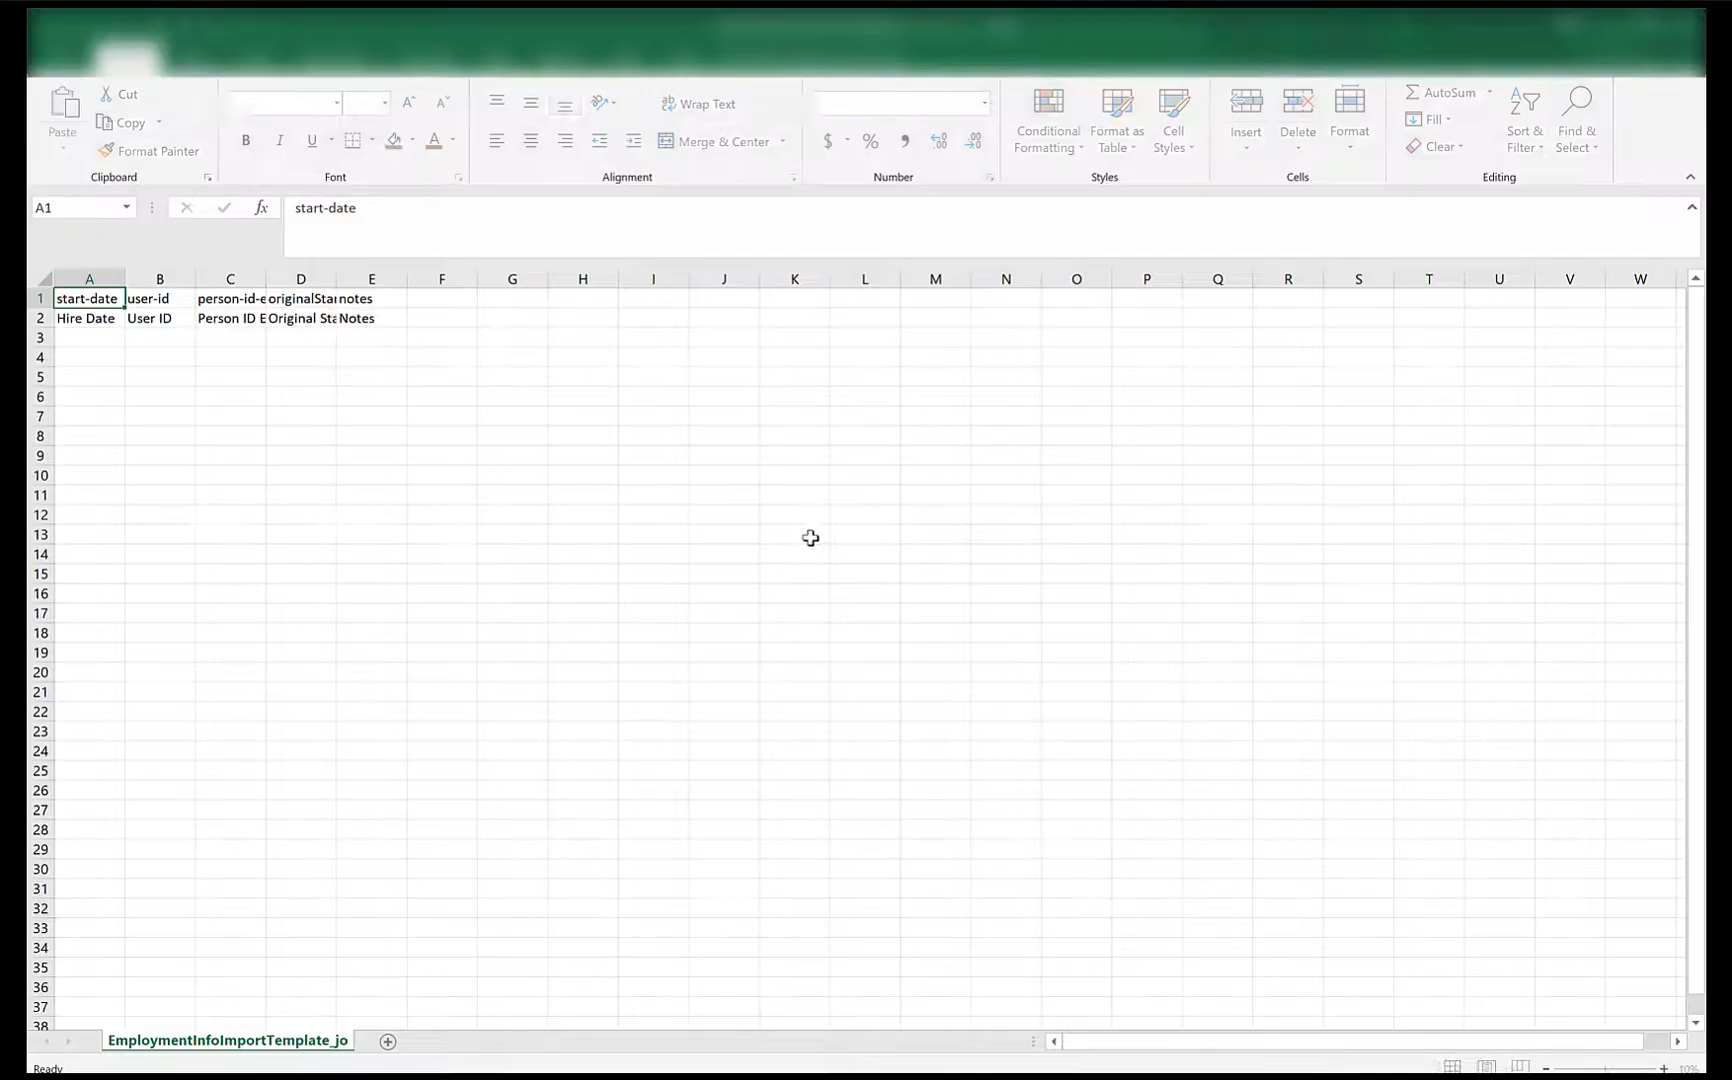 Cut
Copy
Format Painter
Paste
Clipboard
B I U
A
Font
Wrap Text
Merge & Center
Alignment
$ % ,
Number
Conditional Formatting
Format as Table
Cell Styles
Styles
Insert
Delete
Format
Cells
AutoSum
Fill
Clear
Sort & Filter
Find & Select
Editing
A1
fx
start-date
A B C D E F G H I J K L M N O P Q R S T U V W
1 start-date user-id person-id-e originalStar notes
2 Hire Date User ID Person ID E Original Sta Notes
3
4
5
6
7
8
9
10
11
12
13
14
15
16
17
18
19
20
21
22
23
24
25
26
27
28
29
30
31
32
33
34
35
36
37
38
EmploymentInfoImportTemplate_jo
Ready